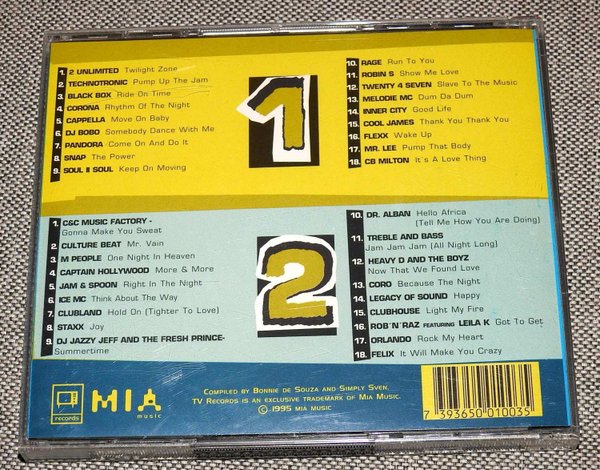 1. 2 UNLIMITED Twilight Zone
2. TECHNOTRONIC Pump Up The Jam
3. BLACK BOX Ride On Time
4. CORONA Rhythm Of The Night
5. CAPPELLA Move On Baby
6. DJ BOBO Somebody Dance With Me
7. PANDORA Come On And Do It
8. SNAP The Power
9. SOUL II SOUL Keep On Moving
1
10. RAGE Run To You
11. ROBIN S Show Me Love
12. TWENTY 4 SEVEN Slave To The Music
13. MELODIE MC Dum Da Dum
14. INNER CITY Good Life
15. COOL JAMES Thank You Thank You
16. FLEXX Wake Up
17. MR. LEE Pump That Body
18. CB MILTON It's A Love Thing
1. C&C MUSIC FACTORY -
Gonna Make You Sweat
2. CULTURE BEAT Mr. Vain
3. M PEOPLE One Night In Heaven
4. CAPTAIN HOLLYWOOD More & More
5. JAM & SPOON Right In The Night
6. ICE MC Think About The Way
7. CLUBLAND Hold On (Tighter To Love)
8. STAXX Joy
9. DJ JAZZY JEFF AND THE FRESH PRINCE-
Summertime
2
10. DR. ALBAN Hello Africa
(Tell Me How You Are Doing)
11. TREBLE AND BASS
Jam Jam Jam (All Night Long)
12. HEAVY D AND THE BOYZ
Now That We Found Love
13. CORO Because The Night
14. LEGACY OF SOUND Happy
15. CLUBHOUSE Light My Fire
16. ROB'N'RAZ FEATURING LEILA K Got To Get
17. ORLANDO Rock My Heart
18. FELIX It Will Make You Crazy
records
MIA
music
COMPILED BY BONNIE DE SOUZA AND SIMPLY SVEN.
TV RECORDS IS AN EXCLUSIVE TRADEMARK OF MIA MUSIC.
© 1995 MIA MUSIC
7 393650 010035